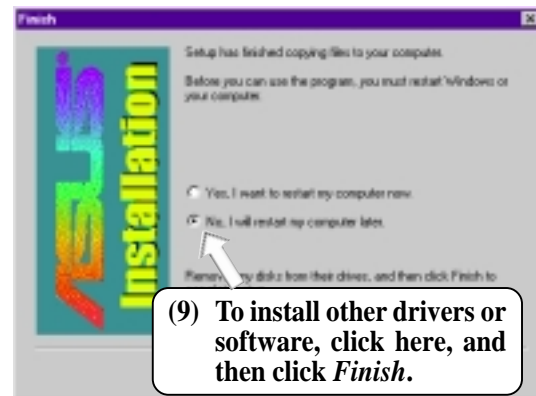 Finish
ASUS
Installation
Setup has finished copying files to your computer.
Before you can use the program, you must restart Windows or
your computer.
Yes, I want to restart my computer now.
No, I will restart my computer later.
Remove any disks from their drives, and then click Finish to
(9) To install other drivers or
software, click here, and
then click Finish.